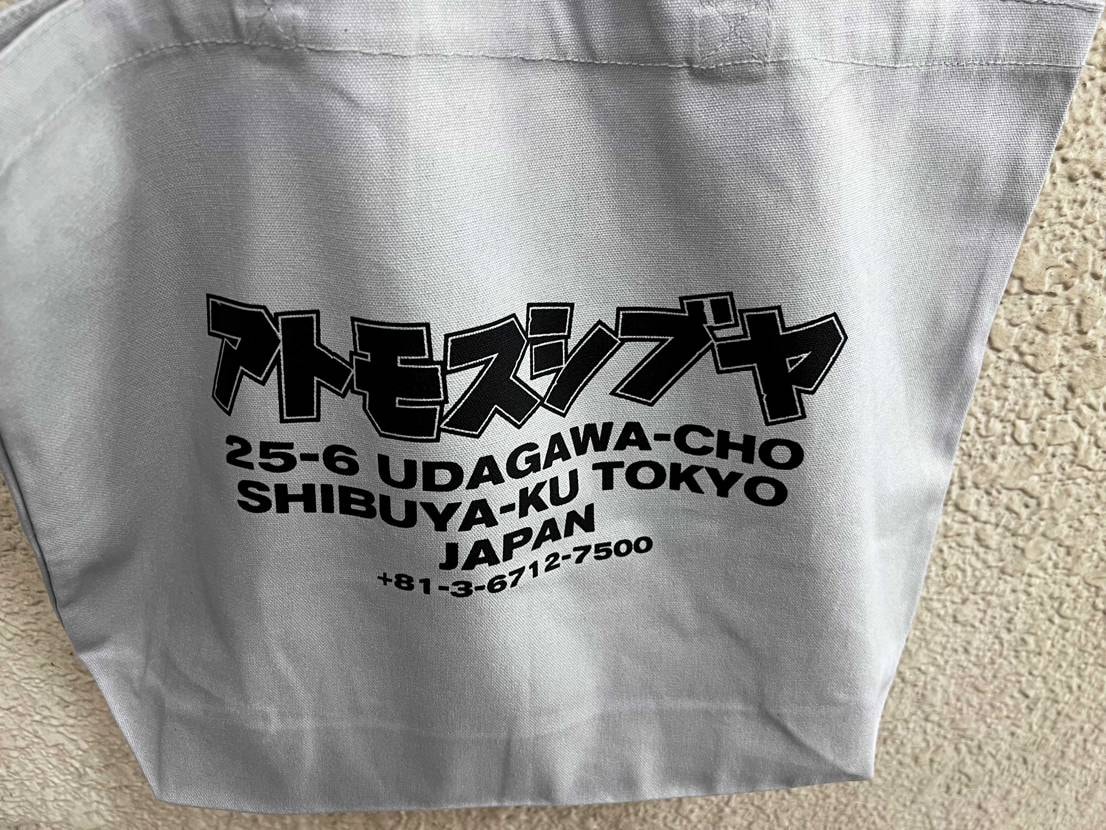 アトモスシブヤ
25-6 UDAGAWA-CHO
SHIBUYA-KU TOKYO
JAPAN
+81-3-6712-7500